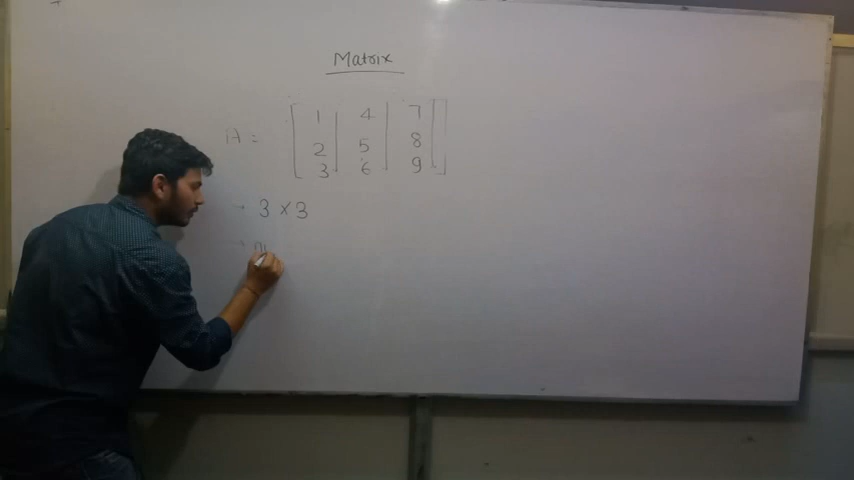 Matrix
1 4 7
A = 2 5 8
3 6 9
→ 3 × 3
→